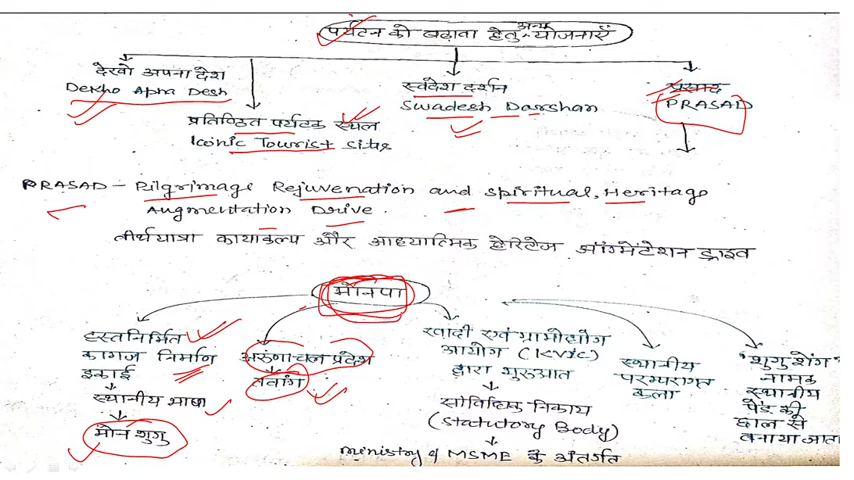 पर्यटन को बढ़ावा हेतु अन्य योजनाएँ
देखो अपना देश
Dekho Apna Desh
प्रतिष्ठित पर्यटक स्थल
Iconic Tourist Sites
स्वदेश दर्शन
Swadesh Darshan
प्रसाद
PRASAD
PRASAD – Pilgrimage Rejuvenation and spiritual, Heritage
Augmentation Drive.
तीर्थयात्रा कायाकल्प और आध्यात्मिक हेरिटेज ऑग्मेंटेशन ड्राइव
मोनपा
हस्तनिर्मित
कागज निर्माण
इकाई
स्थानीय भाषा
मोन शुगु
अरुणाचल प्रदेश
तवांग
खादी एवं ग्रामोद्योग
आयोग (KVIC)
द्वारा शुरुआत
सांविधिक निकाय
(Statutory Body)
ministry of MSME के अंतर्गत
स्थानीय
परम्परागत
कला
"शुगु शेंग"
नामक
स्थानीय
पेड़ की
छाल से
बनाया जाता